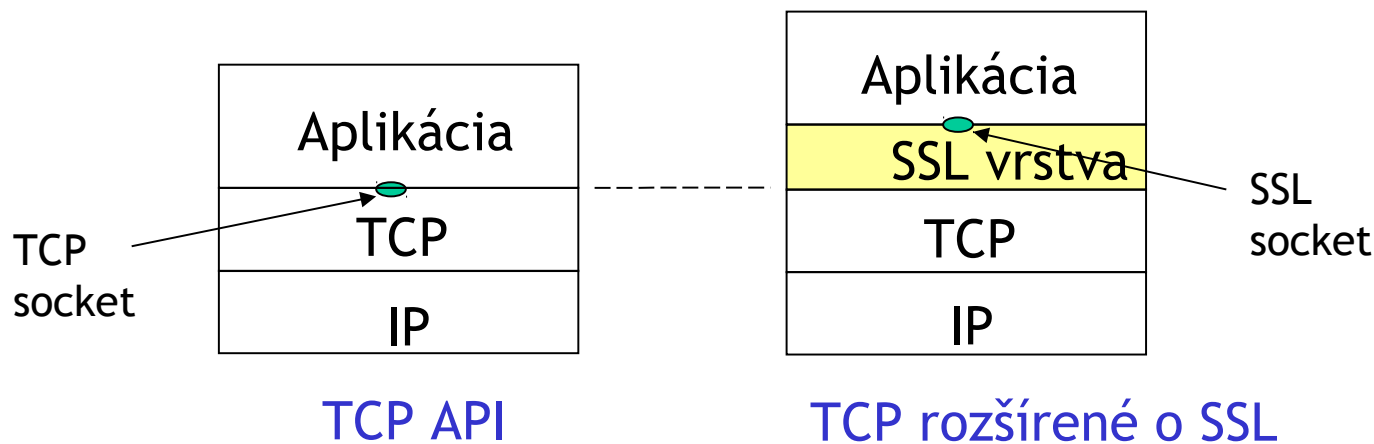 Aplikácia
TCP
IP
TCP
socket
TCP API
Aplikácia
SSL vrstva
TCP
IP
SSL
socket
TCP rozšírené o SSL